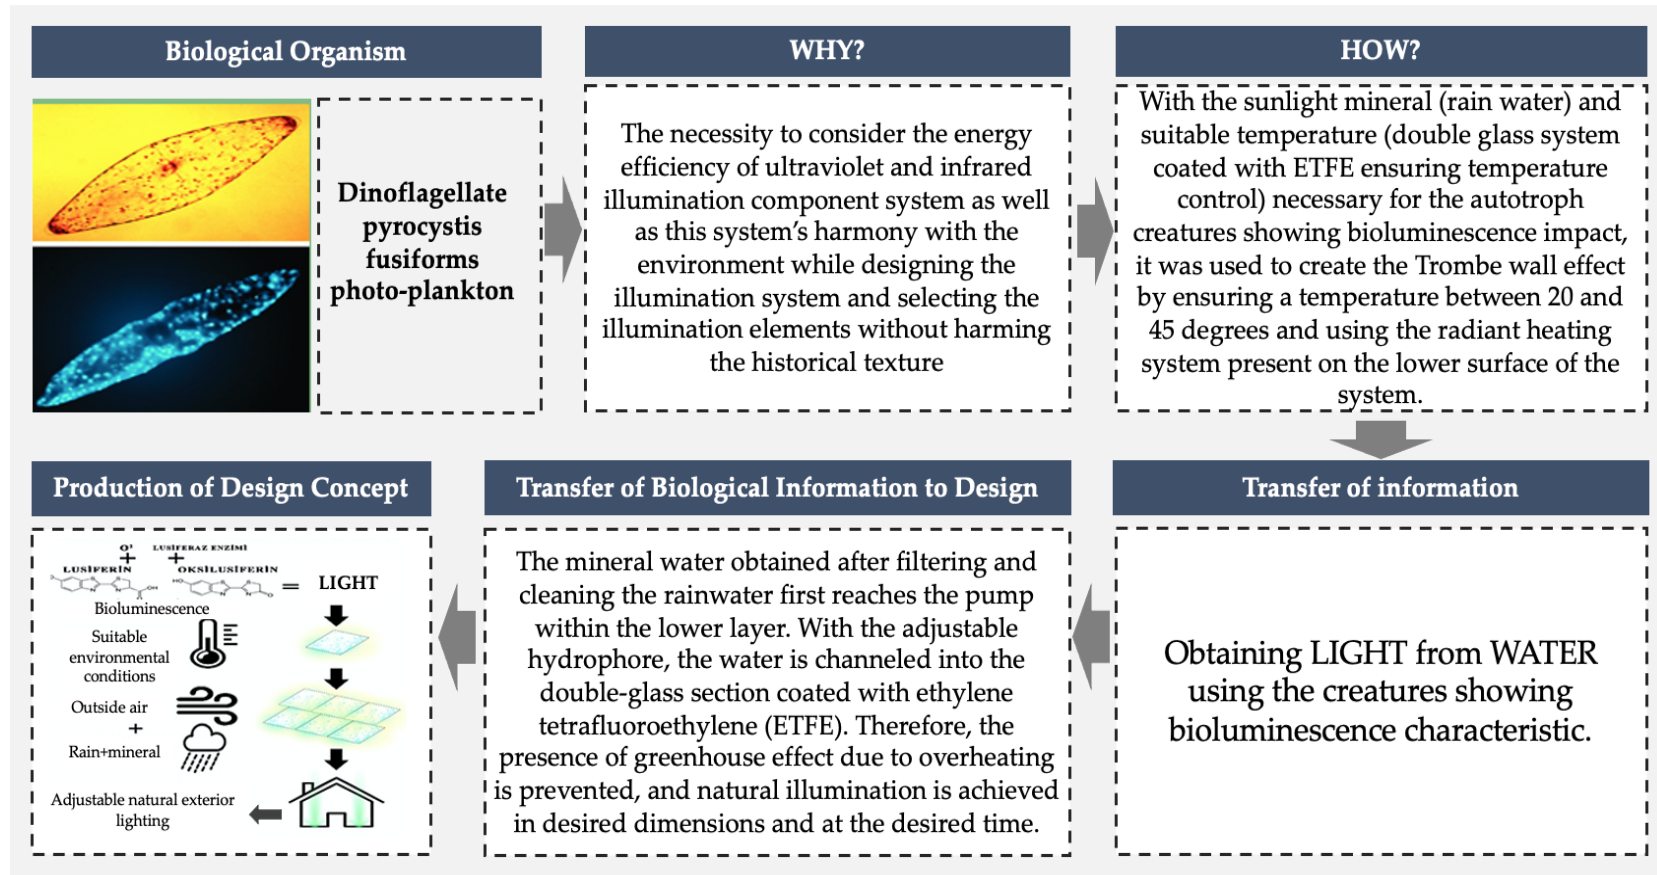 Biological Organism
Dinoflagellate
pyrocystis
fusiforms
photo-plankton
WHY?
The necessity to consider the energy
efficiency of ultraviolet and infrared
illumination component system as well
as this system's harmony with the
environment while designing the
illumination system and selecting the
illumination elements without harming
the historical texture
HOW?
With the sunlight mineral (rain water) and
suitable temperature (double glass system
coated with ETFE ensuring temperature
control) necessary for the autotroph
creatures showing bioluminescence impact,
it was used to create the Trombe wall effect
by ensuring a temperature between 20 and
45 degrees and using the radiant heating
system present on the lower surface of the
system.
Transfer of information
Obtaining LIGHT from WATER
using the creatures showing
bioluminescence characteristic.
Transfer of Biological Information to Design
The mineral water obtained after filtering and
cleaning the rainwater first reaches the pump
within the lower layer. With the adjustable
hydrophore, the water is channeled into the
double-glass section coated with ethylene
tetrafluoroethylene (ETFE). Therefore, the
presence of greenhouse effect due to overheating
is prevented, and natural illumination is achieved
in desired dimensions and at the desired time.
Production of Design Concept
LUSİFERAZ ENZİMİ
+ +
LUSİFERİN OKSİLUSİFERİN
= LIGHT
Bioluminescence
Suitable
environmental
conditions
Outside air
+
Rain+mineral
Adjustable natural exterior
lighting